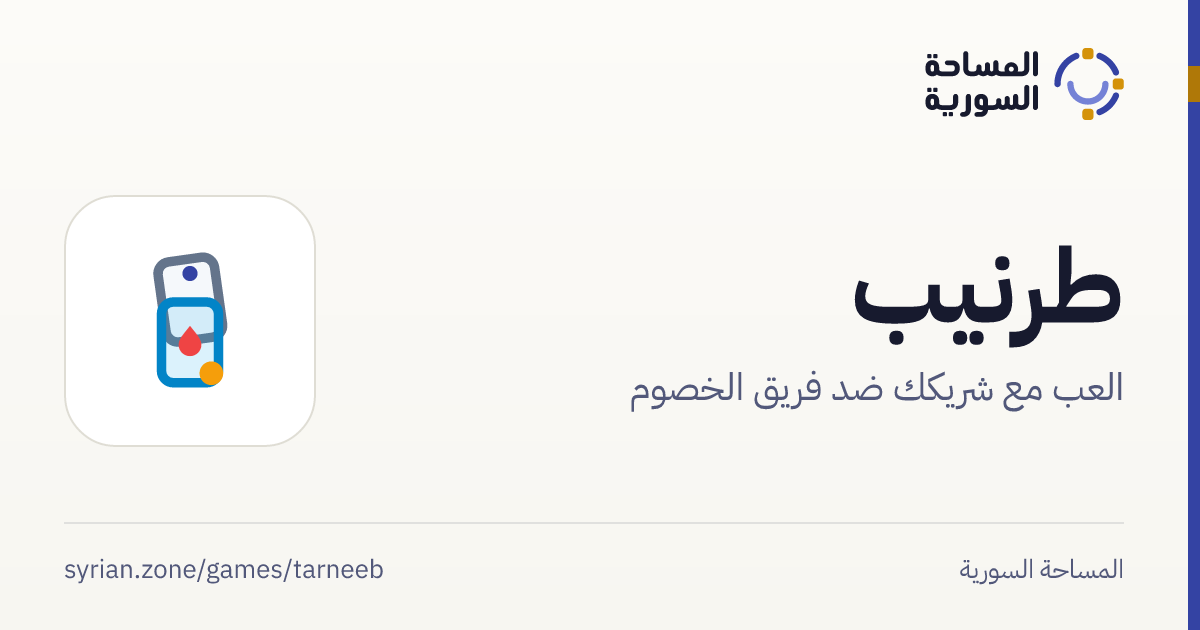 المساحة
السورية
طرنيب
العب مع شريكك ضد فريق الخصوم
المساحة السورية
syrian.zone/games/tarneeb